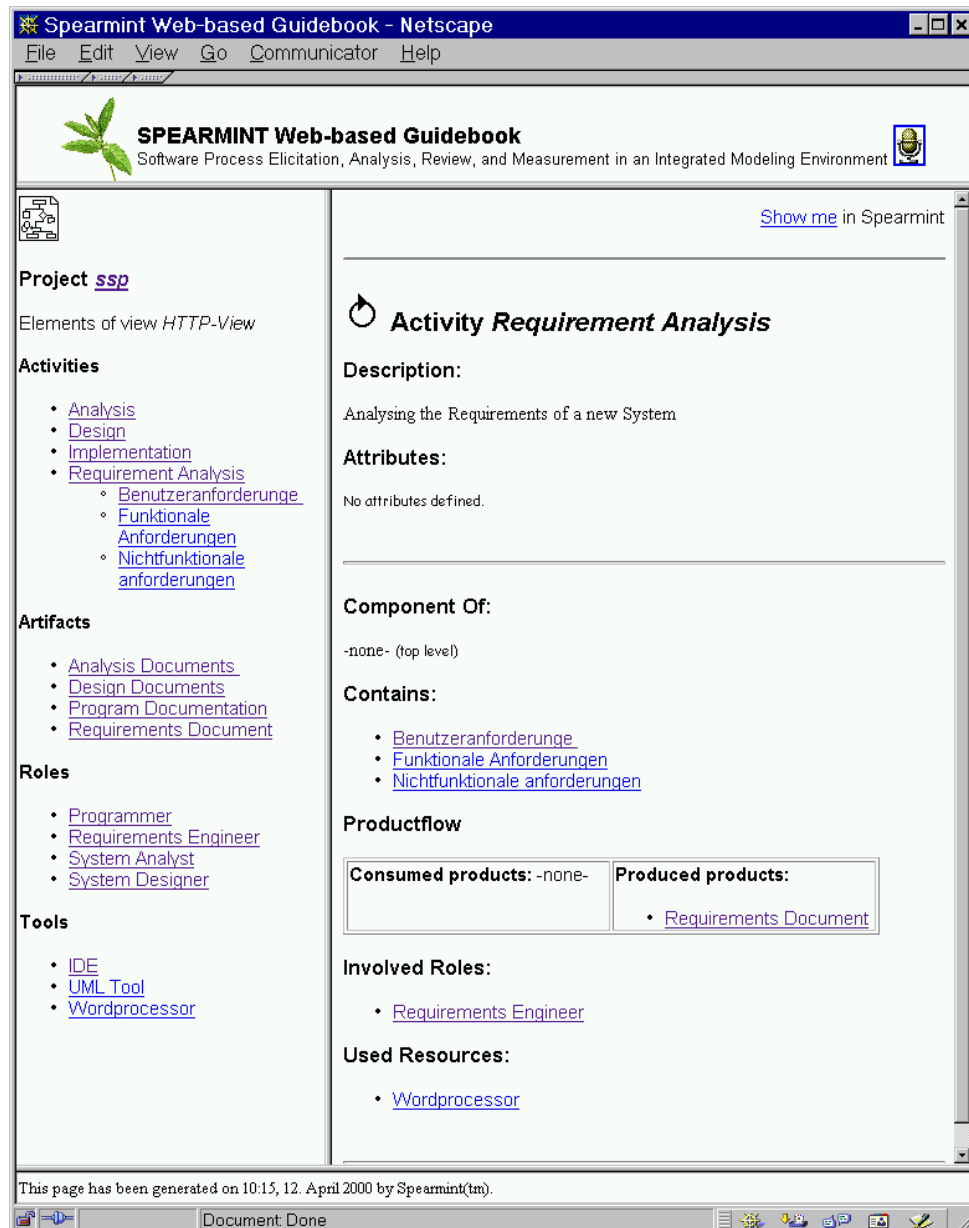 Spearmint Web-based Guidebook - Netscape
File Edit View Go Communicator Help
SPEARMINT Web-based Guidebook
Software Process Elicitation, Analysis, Review, and Measurement in an Integrated Modeling Environment
Project ssp
Elements of view HTTP-View
Activities
• Analysis
• Design
• Implementation
• Requirement Analysis
∘ Benutzeranforderunge
∘ Funktionale
Anforderungen
∘ Nichtfunktionale
anforderungen
Artifacts
• Analysis Documents
• Design Documents
• Program Documentation
• Requirements Document
Roles
• Programmer
• Requirements Engineer
• System Analyst
• System Designer
Tools
• IDE
• UML Tool
• Wordprocessor
Show me in Spearmint
Activity Requirement Analysis
Description:
Analysing the Requirements of a new System
Attributes:
No attributes defined.
Component Of:
-none- (top level)
Contains:
• Benutzeranforderunge
• Funktionale Anforderungen
• Nichtfunktionale anforderungen
Productflow
Consumed products: -none-
Produced products:
• Requirements Document
Involved Roles:
• Requirements Engineer
Used Resources:
• Wordprocessor
This page has been generated on 10:15, 12. April 2000 by Spearmint(tm).
Document: Done